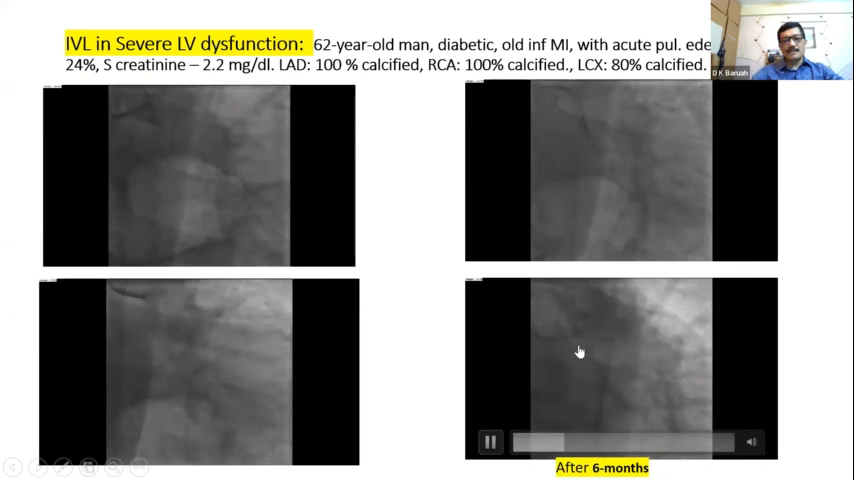 IVL in Severe LV dysfunction: 62-year-old man, diabetic, old inf MI, with acute pul. ede
24%, S creatinine – 2.2 mg/dl. LAD: 100 % calcified, RCA: 100% calcified., LCX: 80% calcified.
D K Baruah
After 6-months